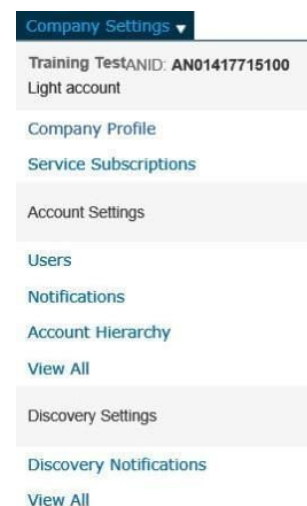 Company Settings ▼
Training TestANID: AN01417715100
Light account
Company Profile
Service Subscriptions
Account Settings
Users
Notifications
Account Hierarchy
View All
Discovery Settings
Discovery Notifications
View All